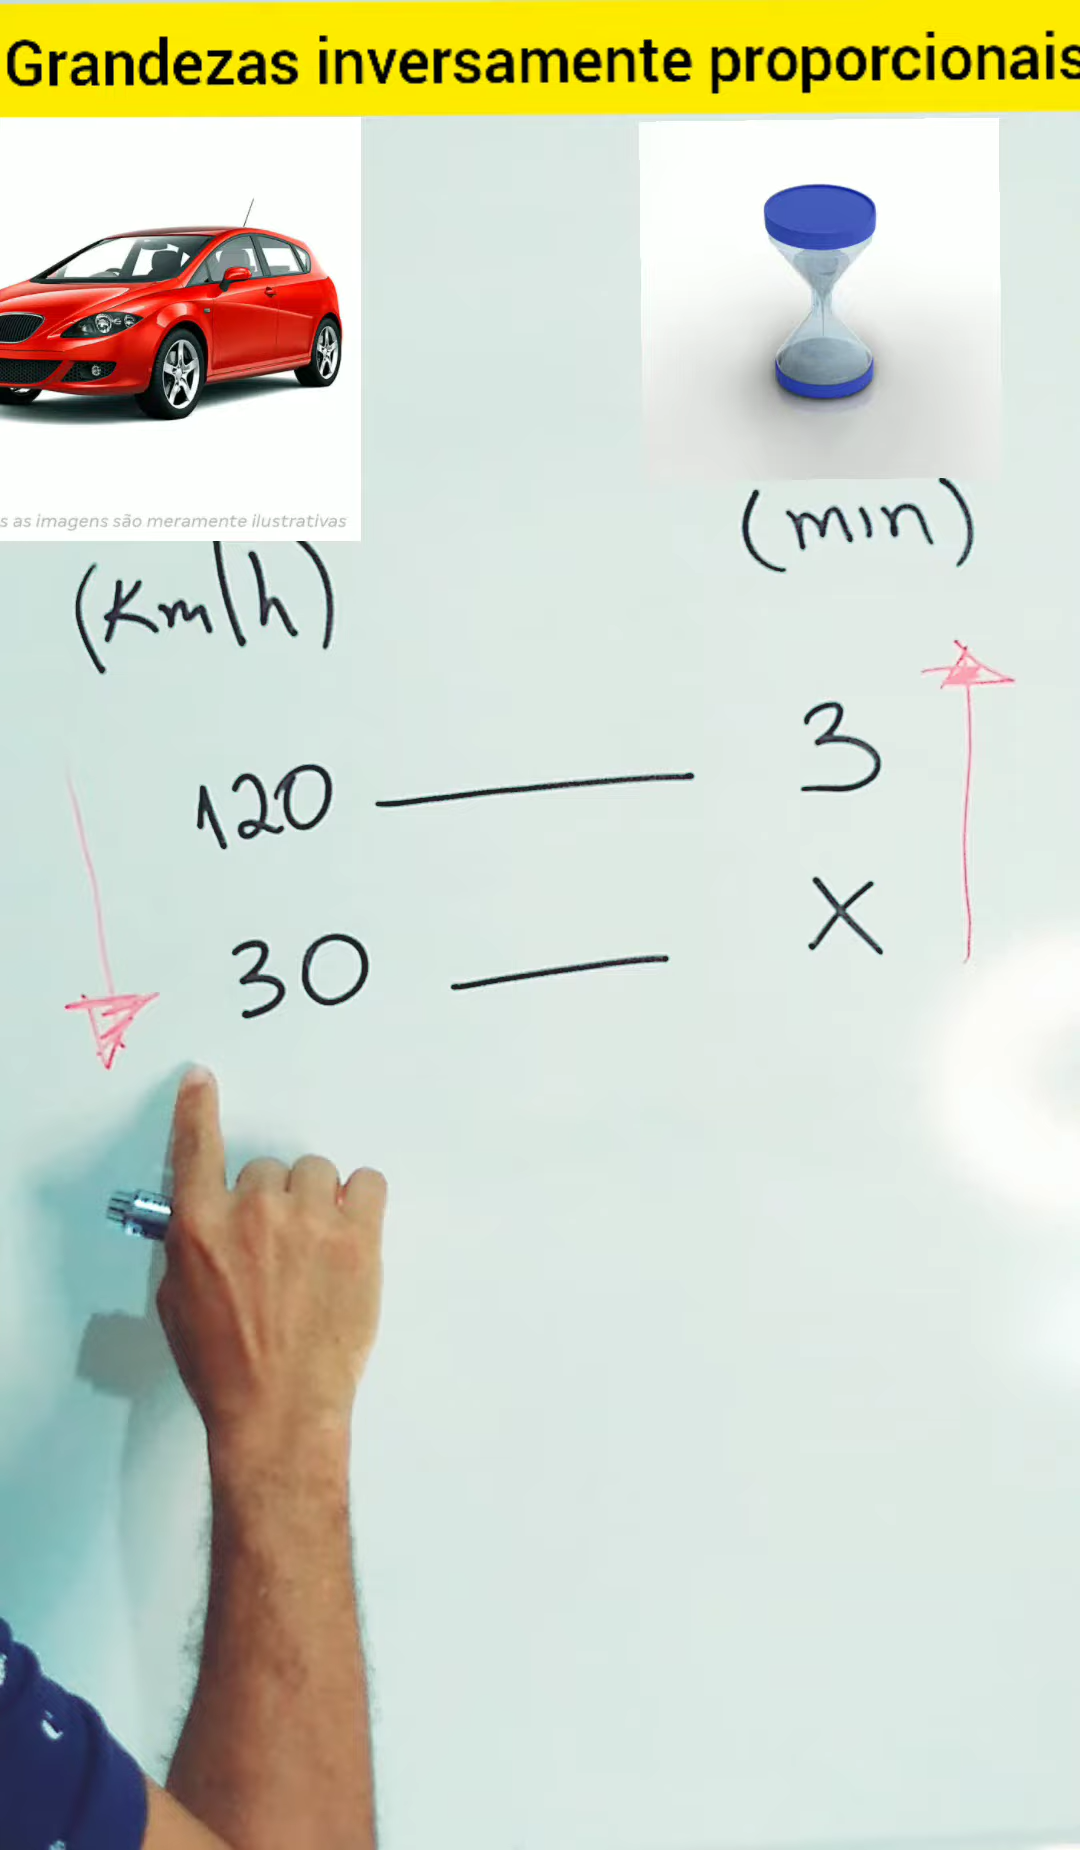 Grandezas inversamente proporcionais
s as imagens são meramente ilustrativas
(min)
(Km/h)
120 3
30 X